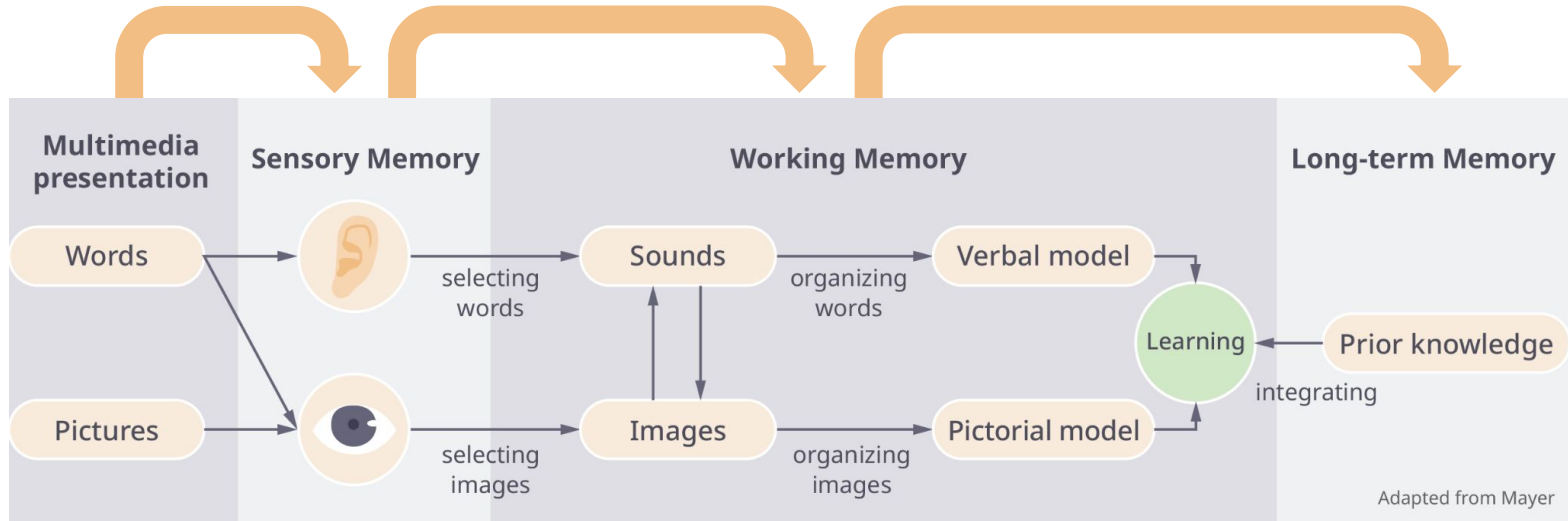 Multimedia
presentation
Sensory Memory
Working Memory
Long-term Memory
Words
Sounds
Verbal model
selecting
words
organizing
words
Learning
Prior knowledge
integrating
Pictures
Images
Pictorial model
selecting
images
organizing
images
Adapted from Mayer